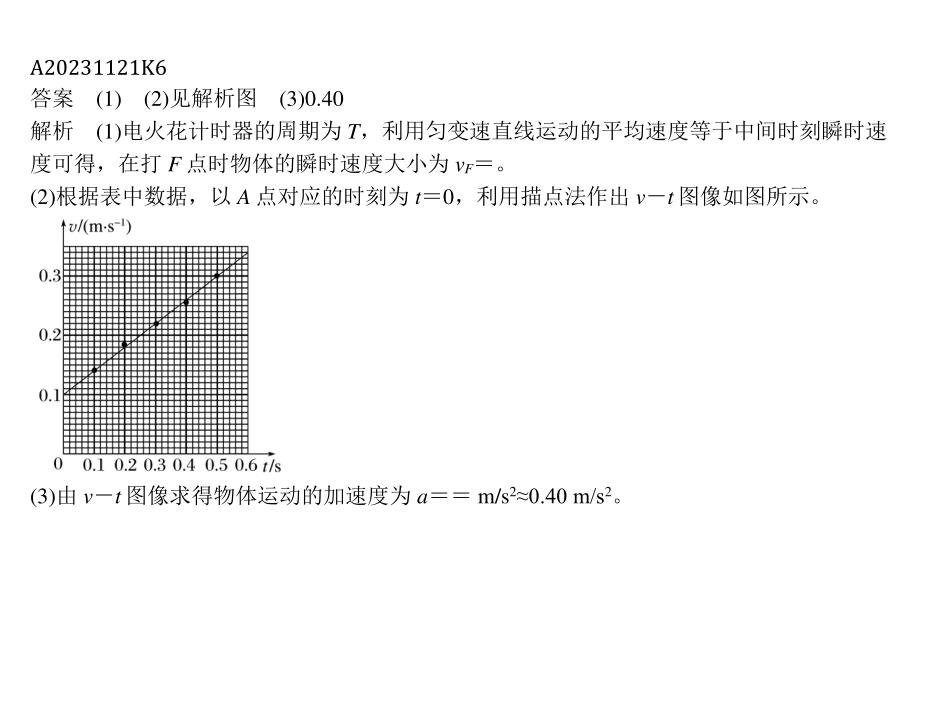 A20231121K6
答案 (1) (2)见解析图 (3)0.40
解析 (1)电火花计时器的周期为 T，利用匀变速直线运动的平均速度等于中间时刻瞬时速
度可得，在打 F 点时物体的瞬时速度大小为 vF＝。
(2)根据表中数据，以 A 点对应的时刻为 t＝0，利用描点法作出 v－t 图像如图所示。
v/(m·s⁻¹)
0.3
0.2
0.1
0 0.1 0.2 0.3 0.4 0.5 0.6 t/s
(3)由 v－t 图像求得物体运动的加速度为 a＝＝ m/s²≈0.40 m/s²。